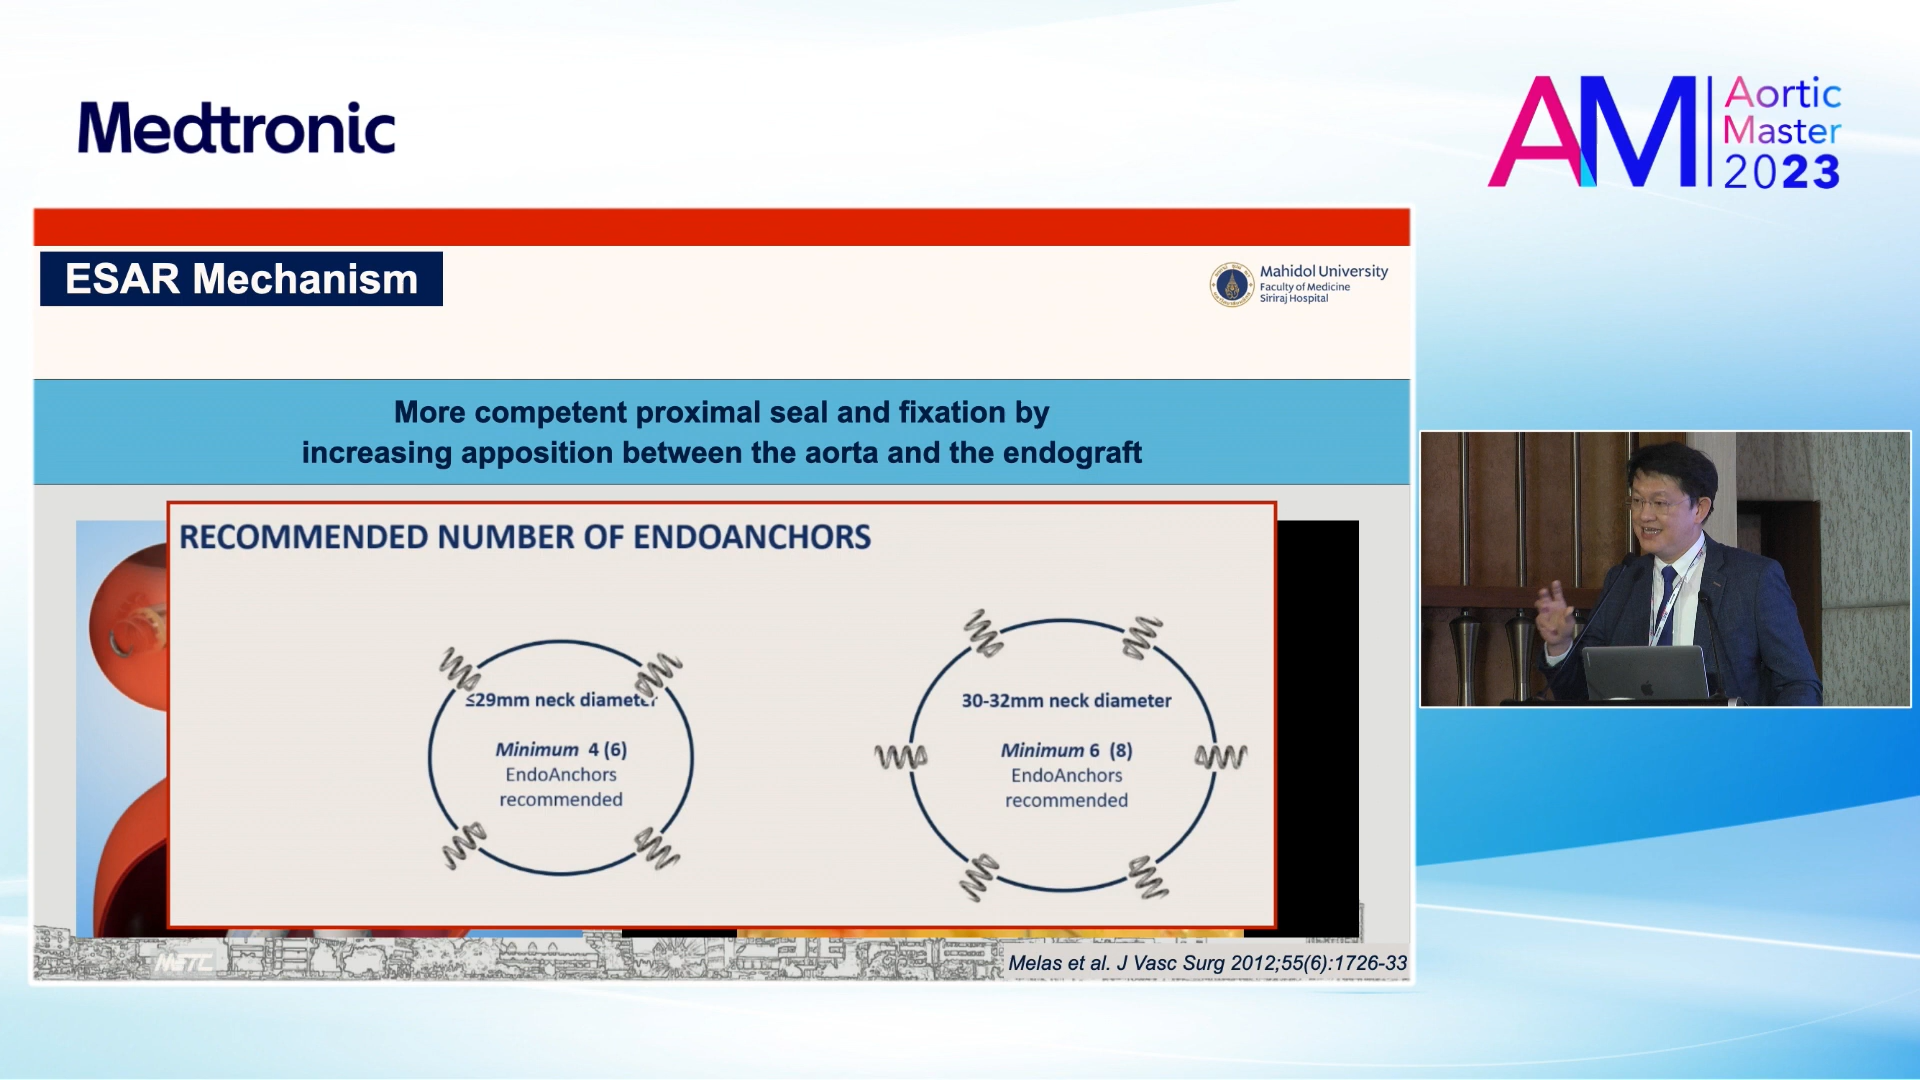 Medtronic
AM
Aortic
Master
2023
ESAR Mechanism
Mahidol University
Faculty of Medicine
Siriraj Hospital
More competent proximal seal and fixation by
increasing apposition between the aorta and the endograft
RECOMMENDED NUMBER OF ENDOANCHORS
≤29mm neck diameter
Minimum 4 (6)
EndoAnchors
recommended
30-32mm neck diameter
Minimum 6 (8)
EndoAnchors
recommended
Melas et al. J Vasc Surg 2012;55(6):1726-33